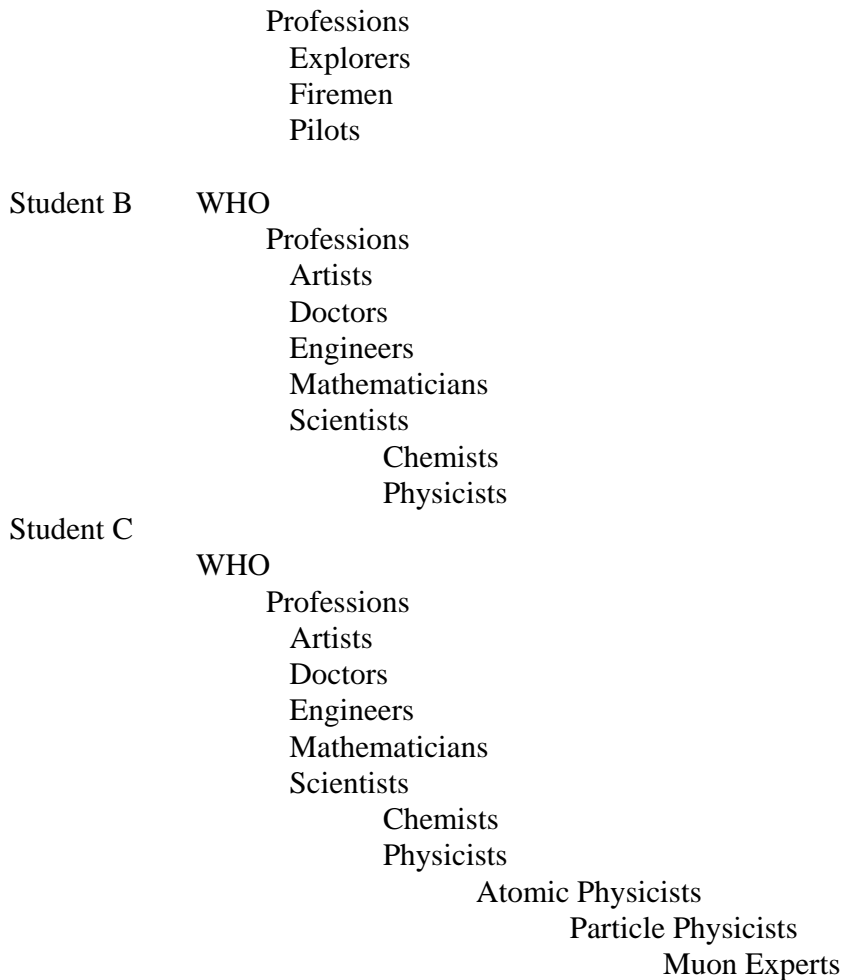 Professions
Explorers
Firemen
Pilots
Student B WHO
Professions
Artists
Doctors
Engineers
Mathematicians
Scientists
Chemists
Physicists
Student C
WHO
Professions
Artists
Doctors
Engineers
Mathematicians
Scientists
Chemists
Physicists
Atomic Physicists
Particle Physicists
Muon Experts